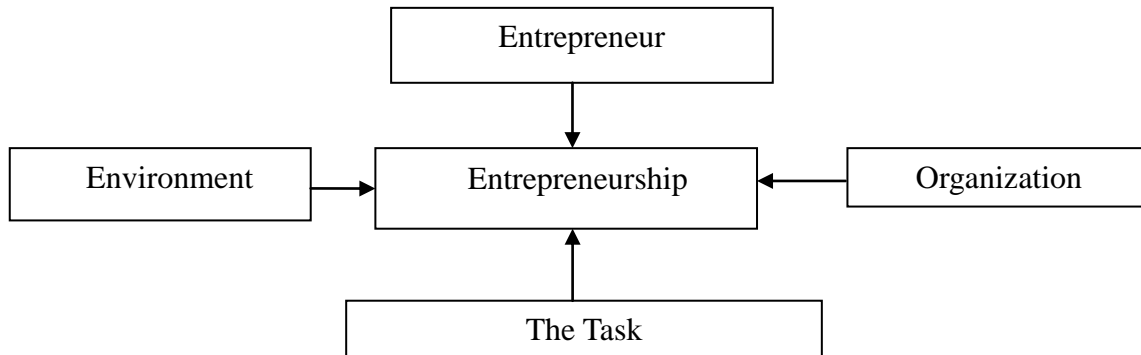 Entrepreneur
Environment
Entrepreneurship
Organization
The Task